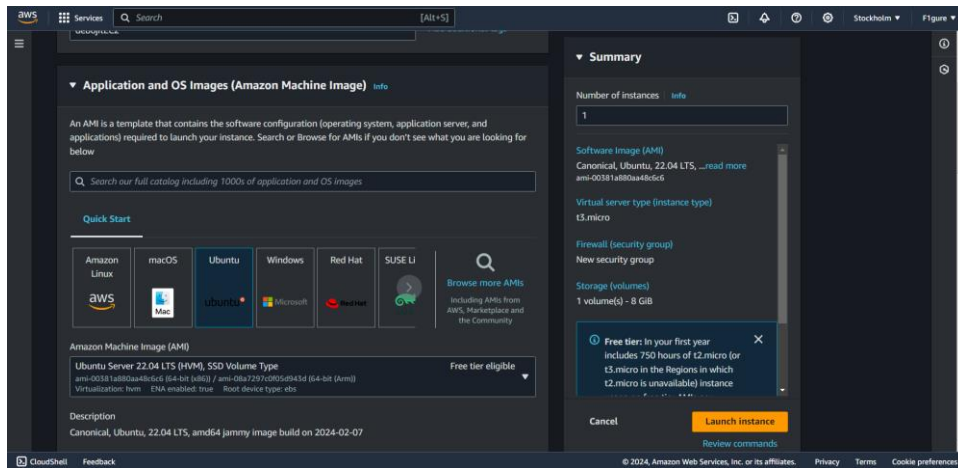 aws
Services
Search
[Alt+S]
Stockholm
F1gure
Application and OS Images (Amazon Machine Image) Info
An AMI is a template that contains the software configuration (operating system, application server, and
applications) required to launch your instance. Search or Browse for AMIs if you don't see what you are looking for
below
Search our full catalog including 1000s of application and OS images
Quick Start
Amazon
Linux
aws
macOS
Mac
Ubuntu
ubuntu
Windows
Microsoft
Red Hat
Red Hat
SUSE Li
Browse more AMIs
Including AMIs from
AWS, Marketplace and
the Community
Amazon Machine Image (AMI)
Ubuntu Server 22.04 LTS (HVM), SSD Volume Type
Free tier eligible
ami-00381a880aa48c6c6 (64-bit (x86)) / ami-08a7297c0f05d943d (64-bit (Arm))
Virtualization: hvm ENA enabled: true Root device type: ebs
Description
Canonical, Ubuntu, 22.04 LTS, amd64 jammy image build on 2024-02-07
Summary
Number of instances Info
1
Software Image (AMI)
Canonical, Ubuntu, 22.04 LTS, ...read more
ami-00381a880aa48c6c6
Virtual server type (instance type)
t3.micro
Firewall (security group)
New security group
Storage (volumes)
1 volume(s) - 8 GiB
Free tier: In your first year
includes 750 hours of t2.micro (or
t3.micro in the Regions in which
t2.micro is unavailable) instance
Cancel
Launch instance
Review commands
CloudShell Feedback
© 2024, Amazon Web Services, Inc. or its affiliates.
Privacy Terms Cookie preferences